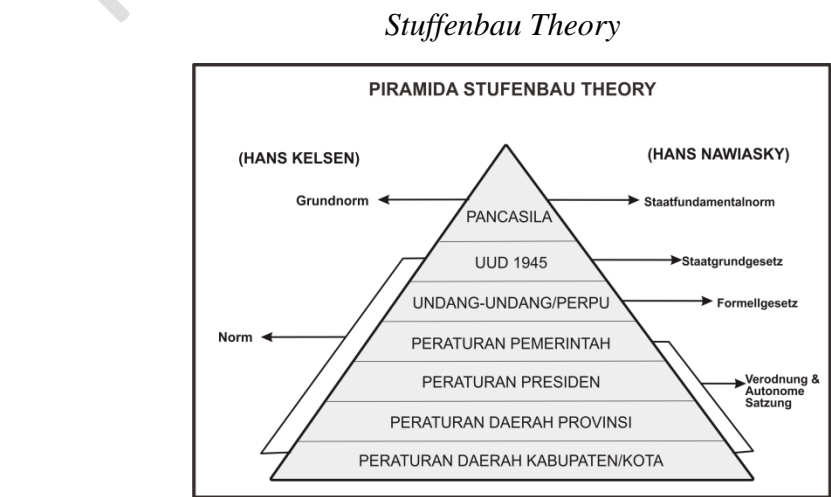 Stuffenbau Theory
PIRAMIDA STUFENBAU THEORY
(HANS KELSEN)
(HANS NAWIASKY)
Grundnorm
Staatfundamentalnorm
PANCASILA
UUD 1945
Staatgrundgesetz
UNDANG-UNDANG/PERPU
Formellgesetz
Norm
PERATURAN PEMERINTAH
PERATURAN PRESIDEN
Verodnung &
Autonome
Satzung
PERATURAN DAERAH PROVINSI
PERATURAN DAERAH KABUPATEN/KOTA